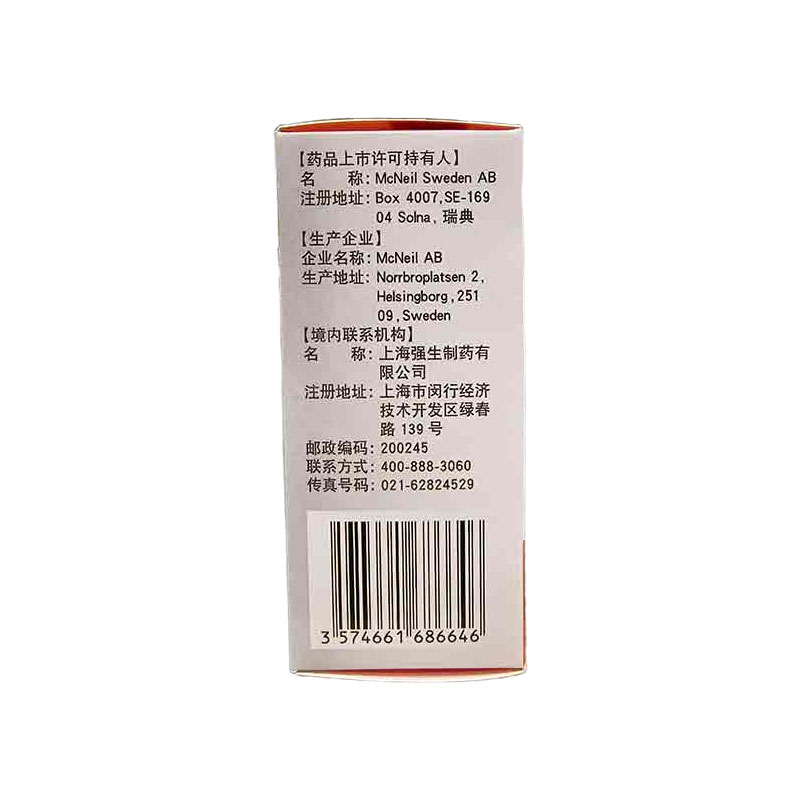 【药品上市许可持有人】
名 称: McNeil Sweden AB
注册地址: Box 4007,SE-169
04 Solna, 瑞典
【生产企业】
企业名称: McNeil AB
生产地址: Norrbroplatsen 2,
Helsingborg,251
09,Sweden
【境内联系机构】
名 称: 上海强生制药有
限公司
注册地址: 上海市闵行经济
技术开发区绿春
路 139 号
邮政编码: 200245
联系方式: 400-888-3060
传真号码: 021-62824529
3 574661 686646